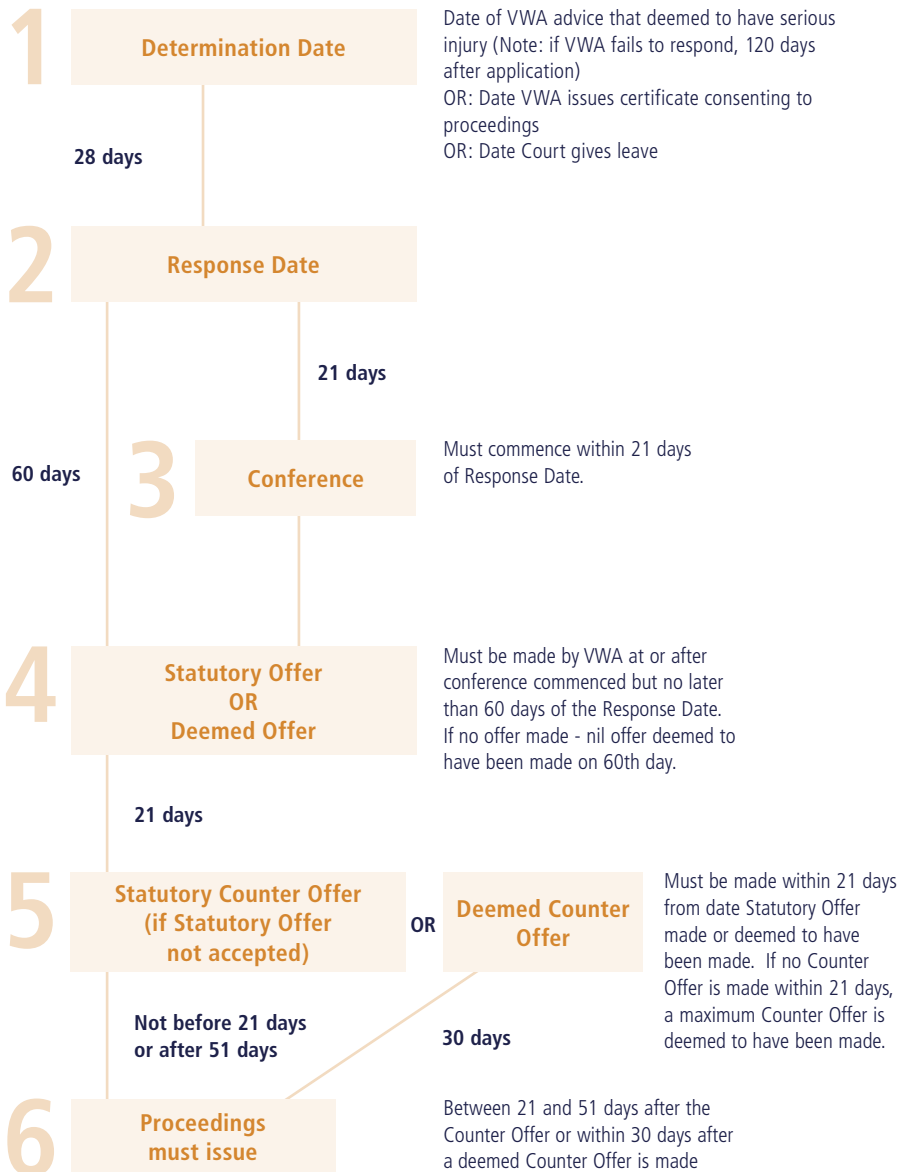 1
Determination Date
Date of VWA advice that deemed to have serious
injury (Note: if VWA fails to respond, 120 days
after application)
OR: Date VWA issues certificate consenting to
proceedings
OR: Date Court gives leave
28 days
2
Response Date
21 days
60 days
3
Conference
Must commence within 21 days
of Response Date.
4
Statutory Offer
OR
Deemed Offer
Must be made by VWA at or after
conference commenced but no later
than 60 days of the Response Date.
If no offer made - nil offer deemed to
have been made on 60th day.
21 days
5
Statutory Counter Offer
(if Statutory Offer
not accepted)
OR
Deemed Counter
Offer
Must be made within 21 days
from date Statutory Offer
made or deemed to have
been made. If no Counter
Offer is made within 21 days,
a maximum Counter Offer is
deemed to have been made.
Not before 21 days
or after 51 days
30 days
6
Proceedings
must issue
Between 21 and 51 days after the
Counter Offer or within 30 days after
a deemed Counter Offer is made